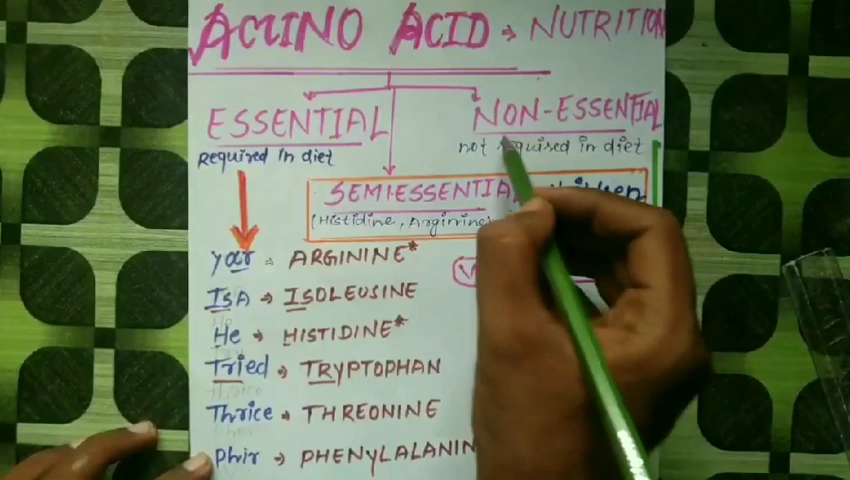 AMINO ACID → NUTRITION
ESSENTIAL
NON-ESSENTIAL
Required in diet
not required in diet
SEMIESSENTIAL
(Histidine, Arginine)
yar → ARGININE*
IsA → ISOLEUSINE
He → HISTIDINE*
Tried → TRYPTOPHAN
Thrice → THREONINE
Phir → PHENYLALANIN